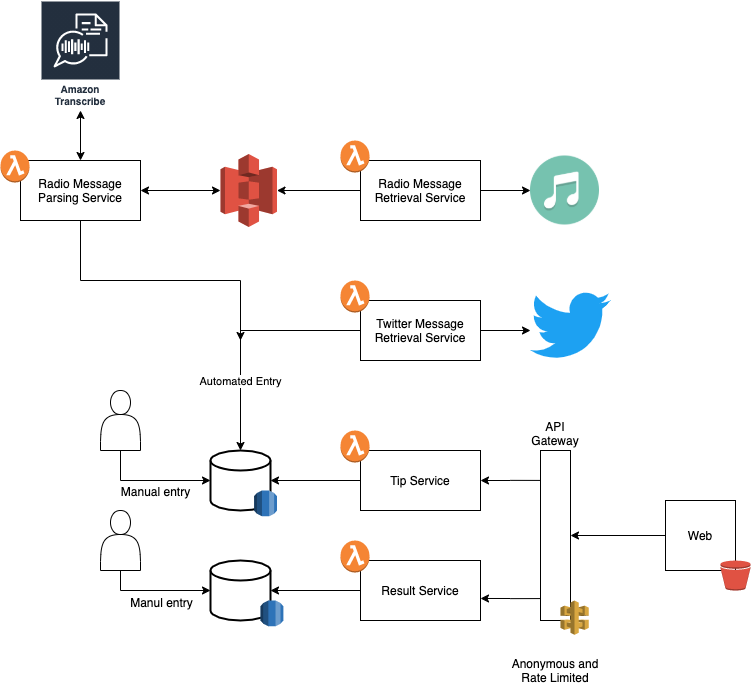 Amazon
Transcribe
Radio Message
Parsing Service
Radio Message
Retrieval Service
Twitter Message
Retrieval Service
Automated Entry
API
Gateway
Manual entry
Tip Service
Web
Manul entry
Result Service
Anonymous and
Rate Limited